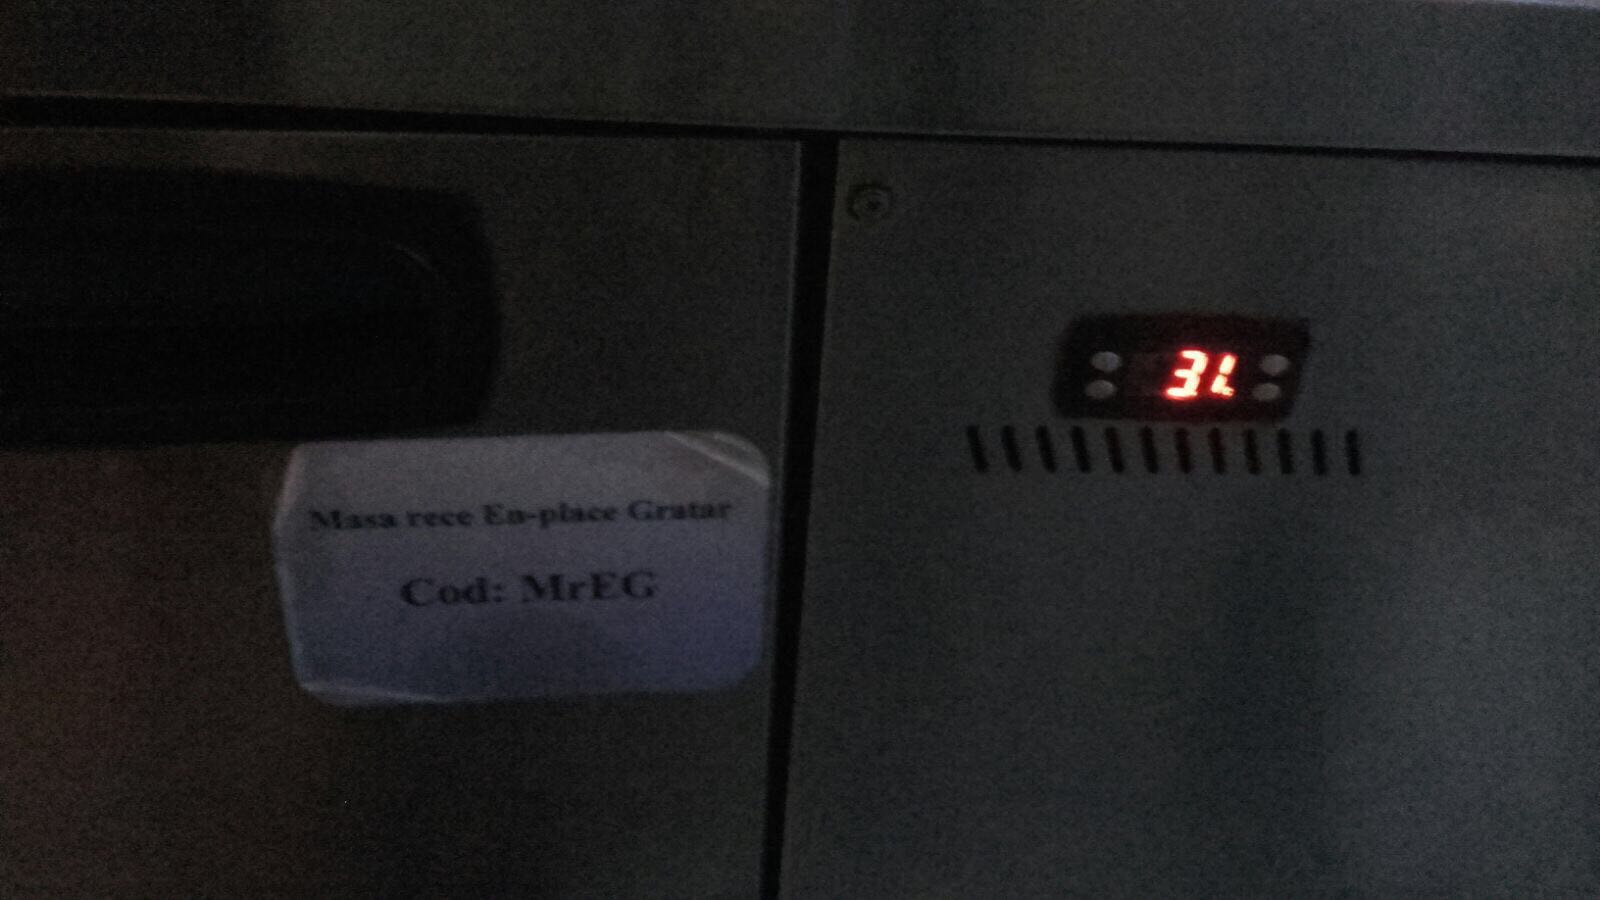 Masa rece En-place Gratar
Cod: MrEG